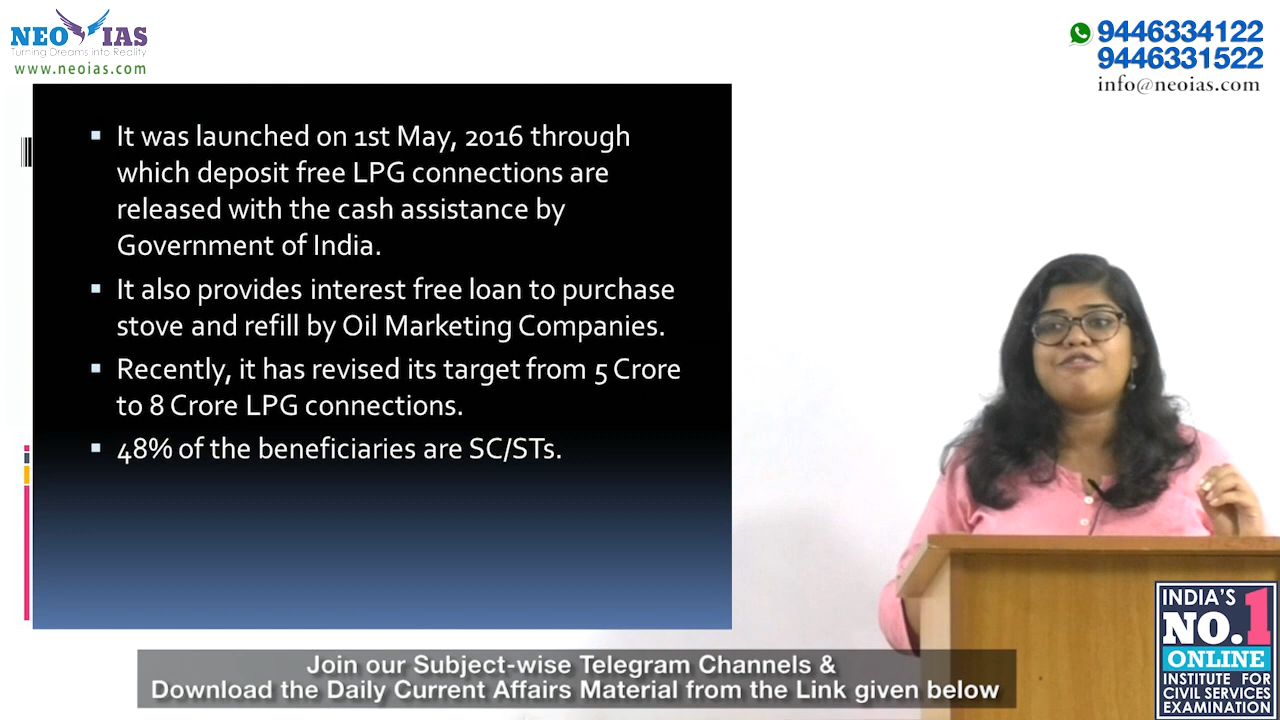 NEO IAS
Turning Dreams into Reality
www.neoias.com
9446334122
9446331522
info@neoias.com
It was launched on 1st May, 2016 through
which deposit free LPG connections are
released with the cash assistance by
Government of India.
It also provides interest free loan to purchase
stove and refill by Oil Marketing Companies.
Recently, it has revised its target from 5 Crore
to 8 Crore LPG connections.
48% of the beneficiaries are SC/STs.
INDIA'S
NO.1
ONLINE
INSTITUTE FOR
CIVIL SERVICES
EXAMINATION
Join our Subject-wise Telegram Channels &
Download the Daily Current Affairs Material from the Link given below